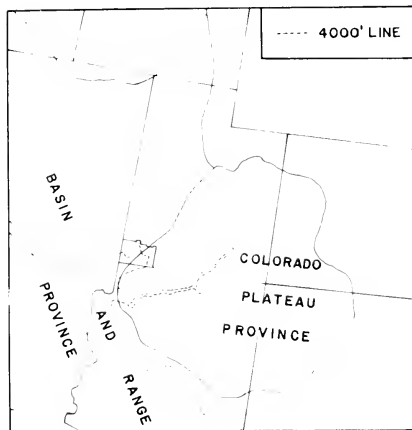 4000' LINE
BASIN
AND
RANGE
PROVINCE
COLORADO
PLATEAU
PROVINCE